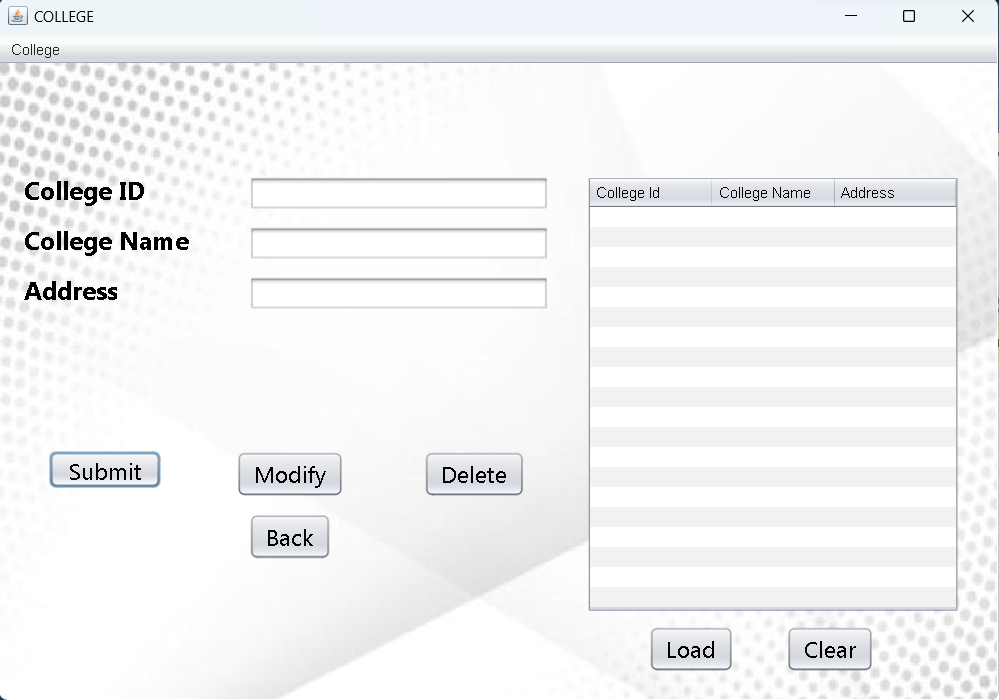 COLLEGE
College
College ID
College Name
Address
College Id College Name Address
Submit
Modify
Delete
Back
Load
Clear